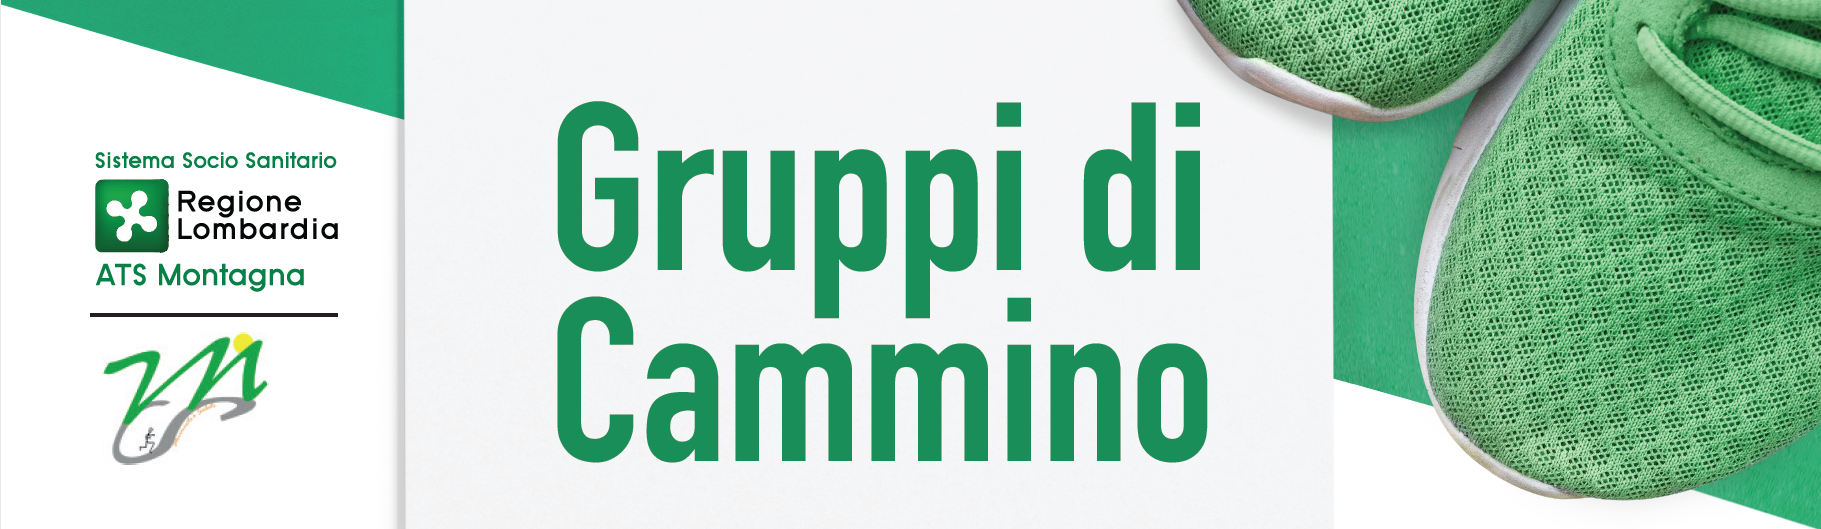 Sistema Socio Sanitario
Regione
Lombardia
ATS Montagna
Gruppi di
Cammino